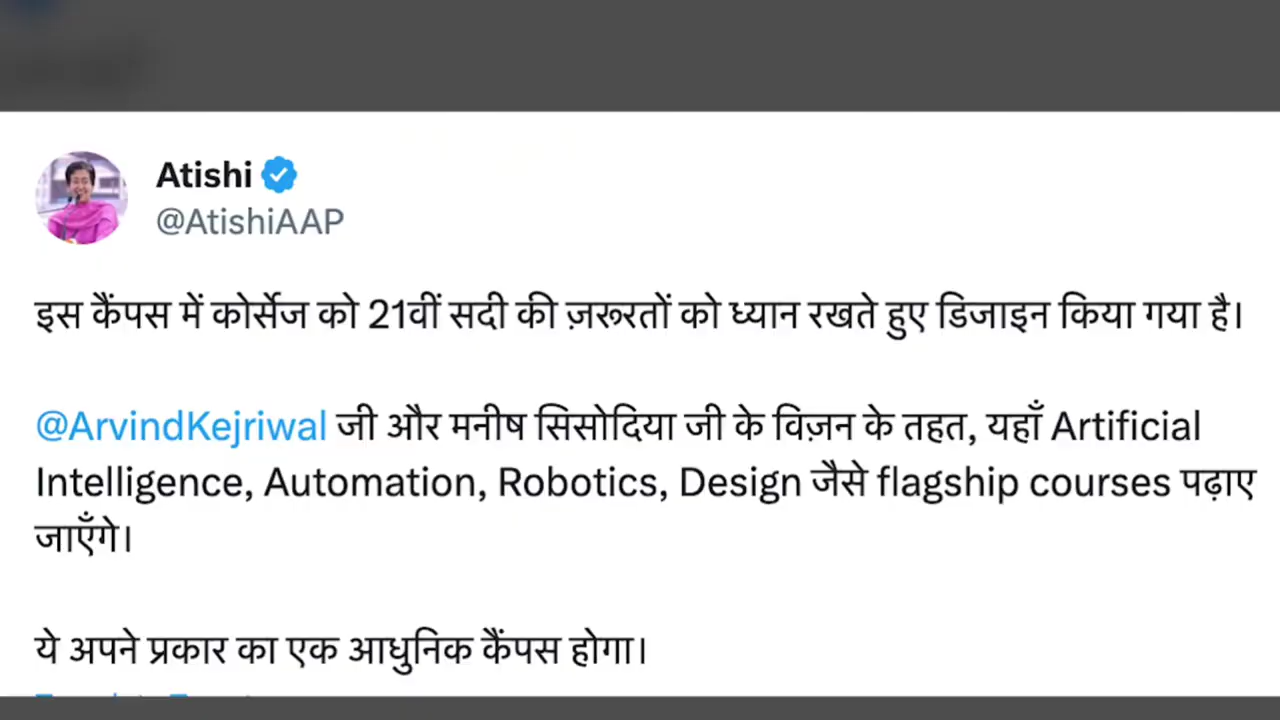 Atishi
@AtishiAAP
इस कैंपस में कोर्सेज को 21वीं सदी की ज़रूरतों को ध्यान रखते हुए डिजाइन किया गया है।
@ArvindKejriwal जी और मनीष सिसोदिया जी के विज़न के तहत, यहाँ Artificial
Intelligence, Automation, Robotics, Design जैसे flagship courses पढ़ाए
जाएँगे।
ये अपने प्रकार का एक आधुनिक कैंपस होगा।